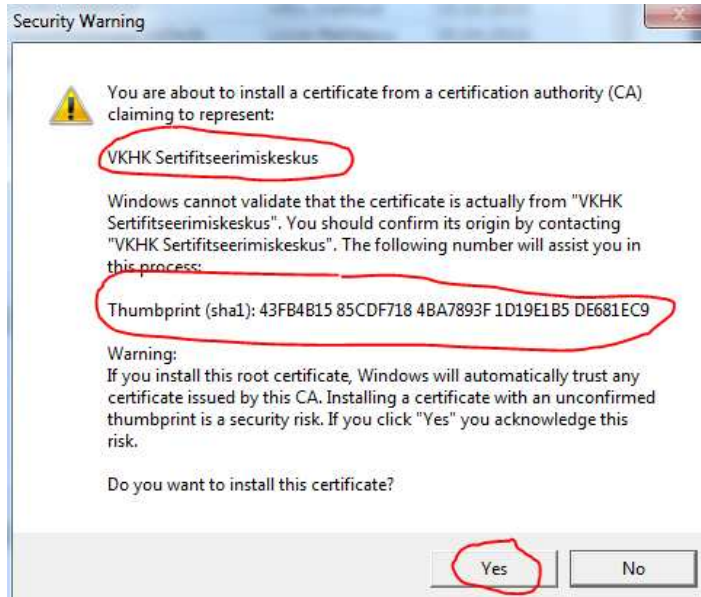 Security Warning
You are about to install a certificate from a certification authority (CA)
claiming to represent:
VKHK Sertifitseerimiskeskus
Windows cannot validate that the certificate is actually from "VKHK
Sertifitseerimiskeskus". You should confirm its origin by contacting
"VKHK Sertifitseerimiskeskus". The following number will assist you in
this process:
Thumbprint (sha1): 43FB4B15 85CDF718 4BA7893F 1D19E1B5 DE681EC9
Warning:
If you install this root certificate, Windows will automatically trust any
certificate issued by this CA. Installing a certificate with an unconfirmed
thumbprint is a security risk. If you click "Yes" you acknowledge this
risk.
Do you want to install this certificate?
Yes No